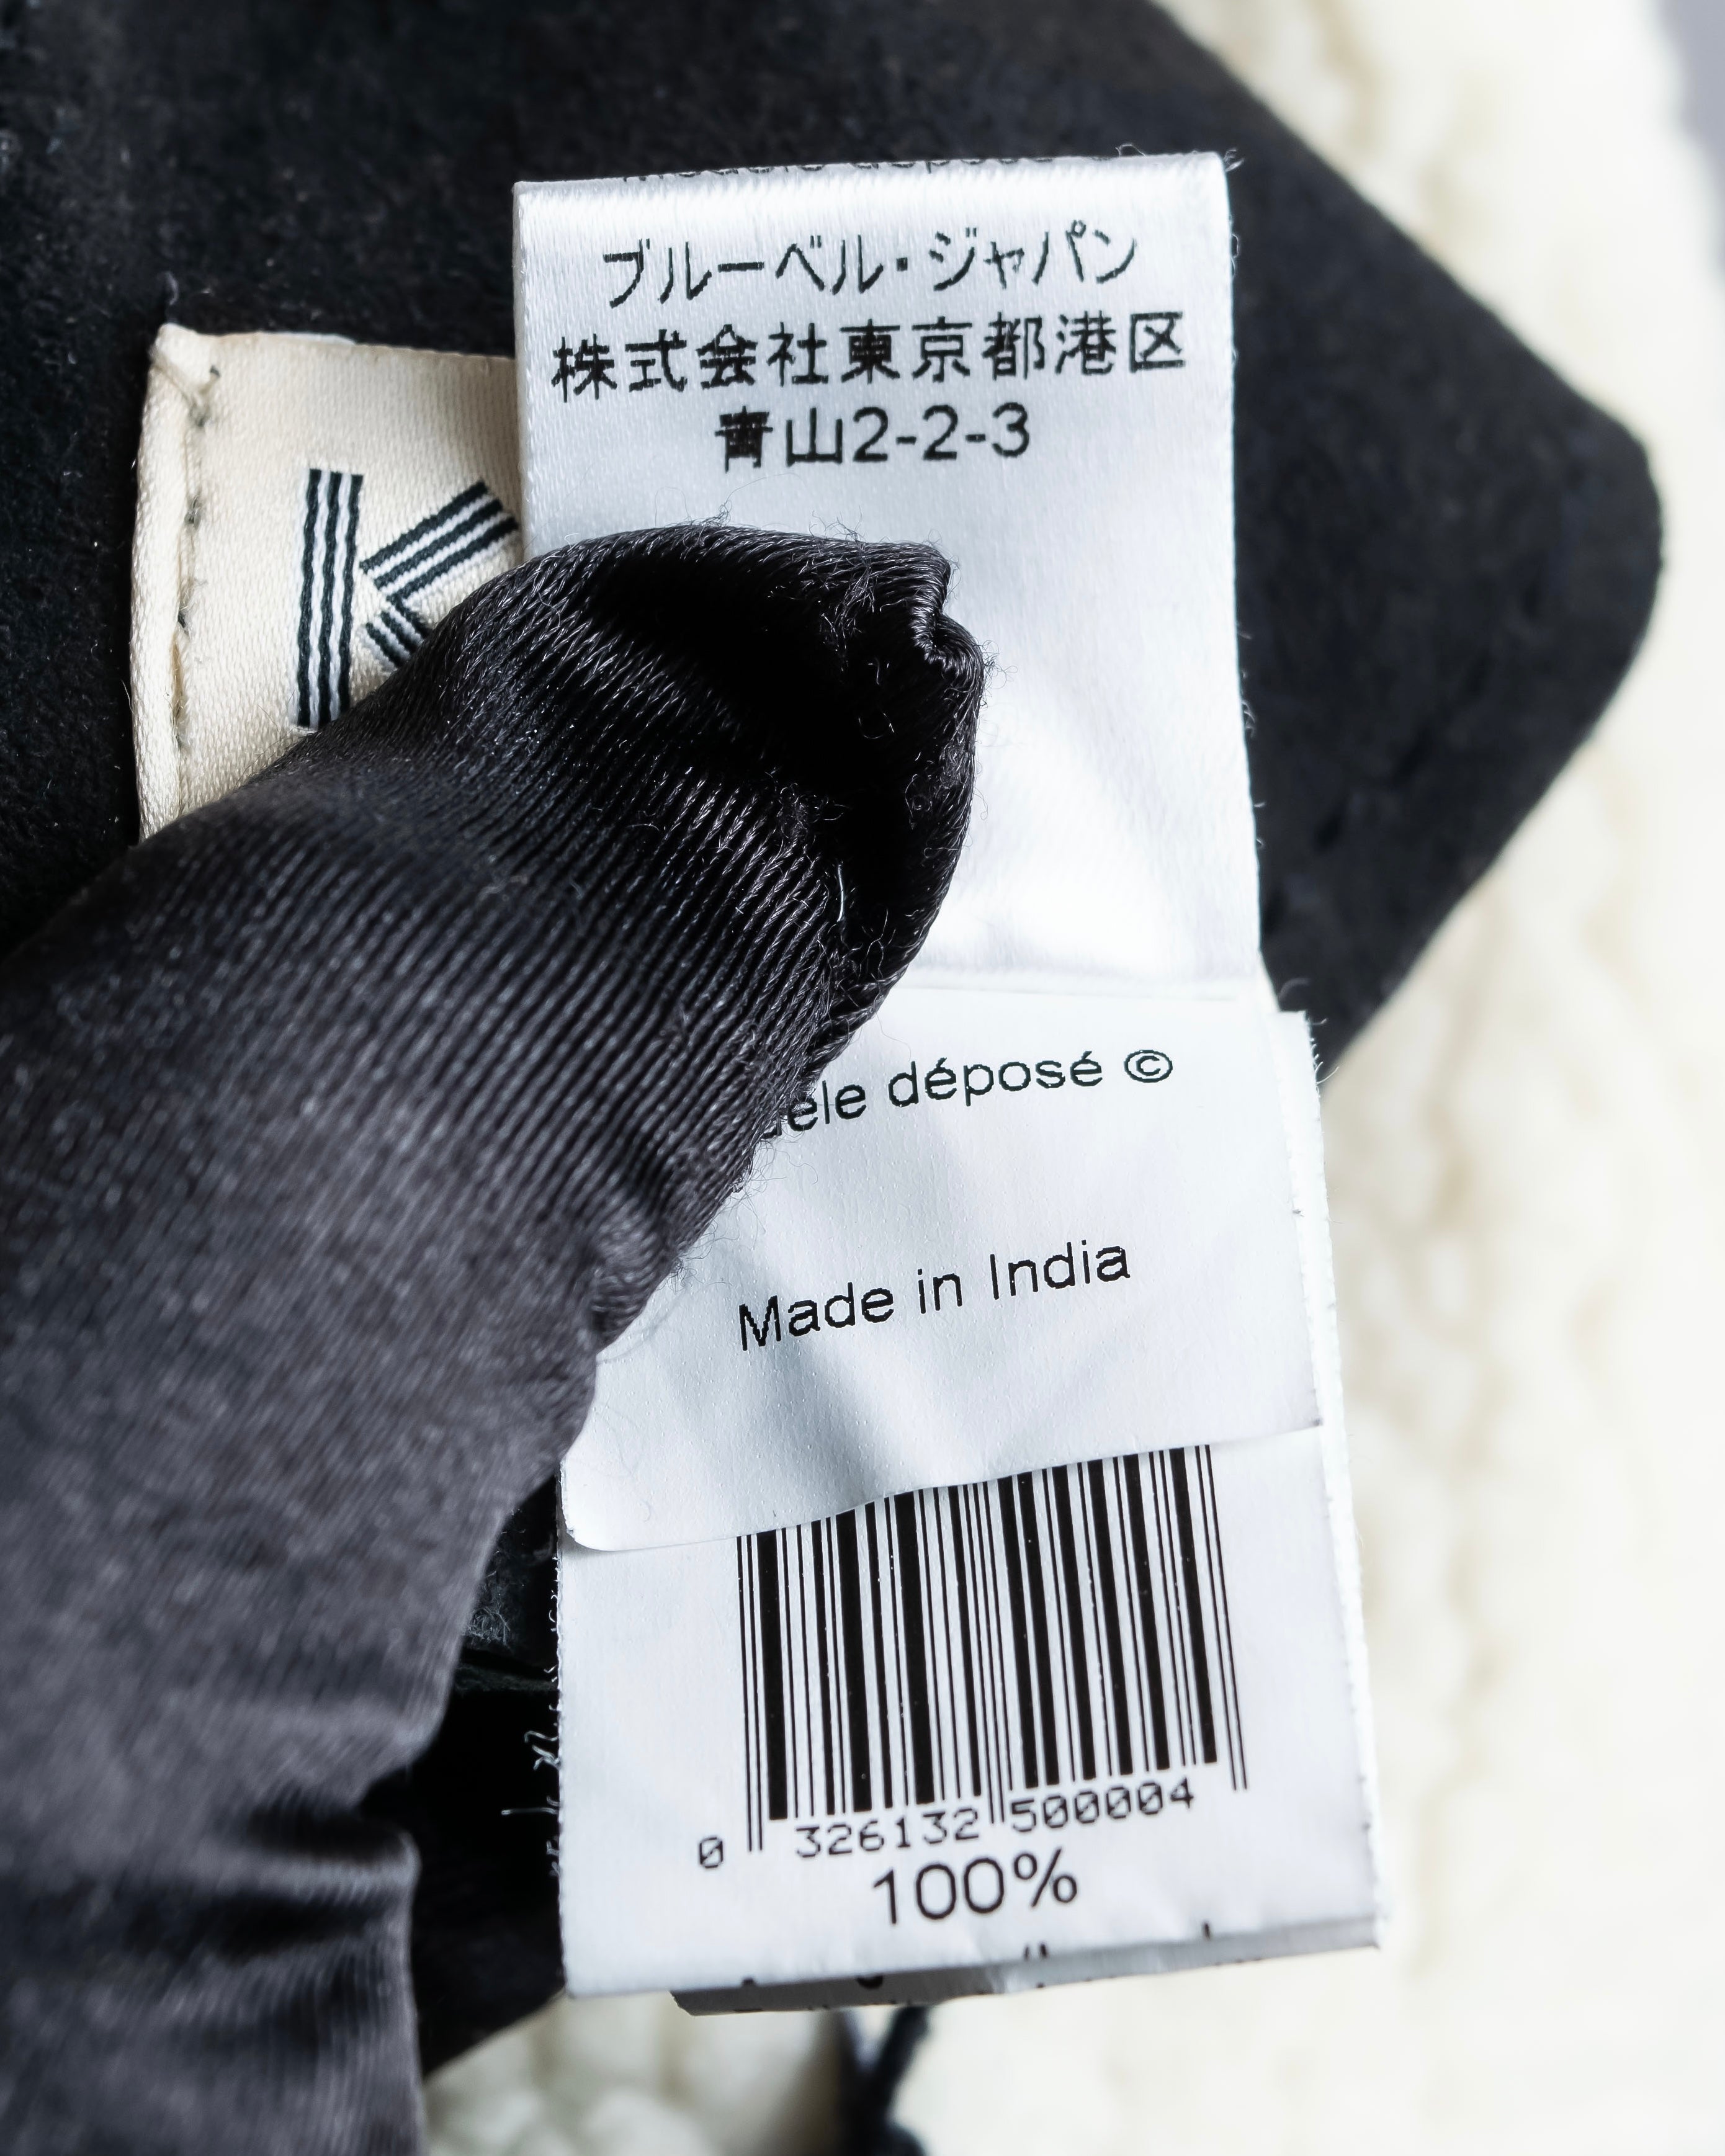 ブルーベル・ジャパン
株式会社東京都港区
青山2-2-3
K
déposé ©
Made in India
0 326132 500004
100%